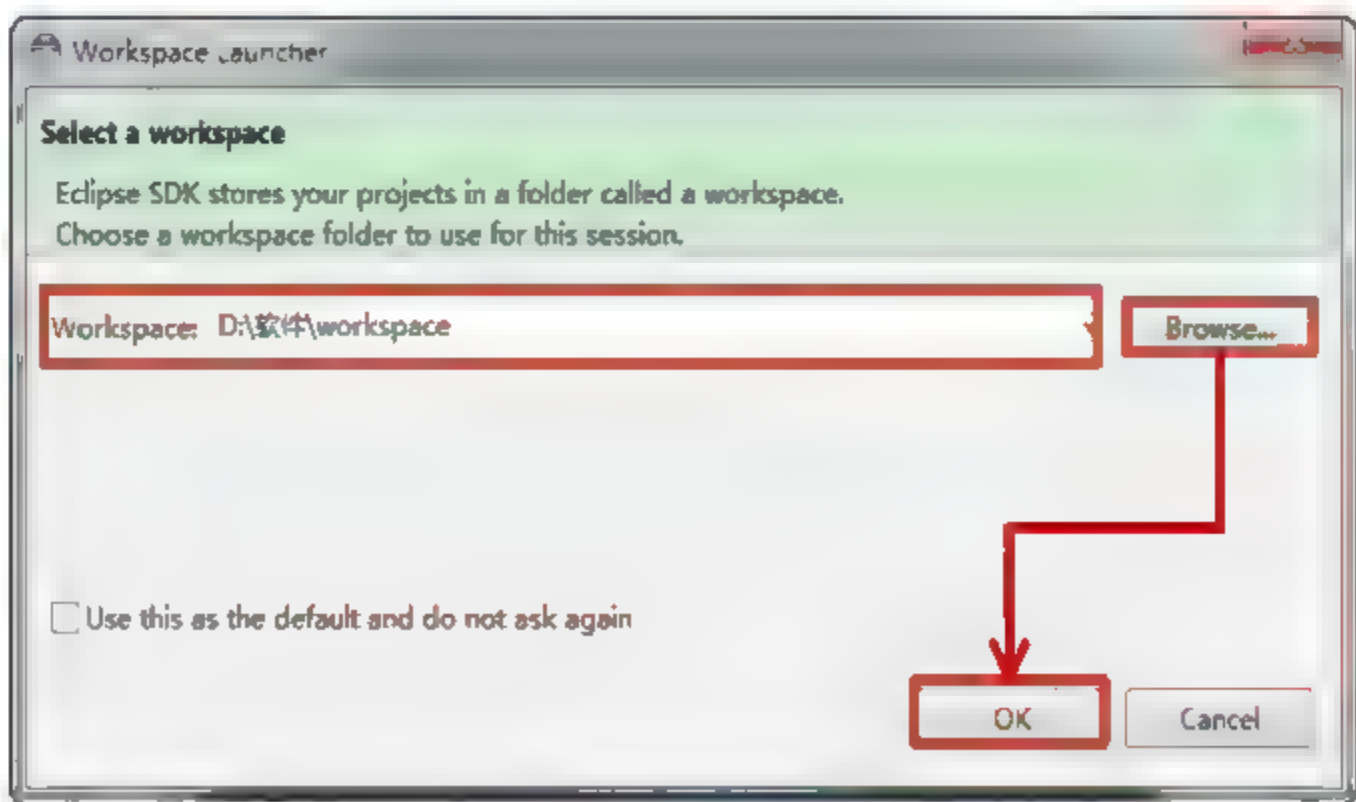 Workspace Launcher
Select a workspace
Eclipse SDK stores your projects in a folder called a workspace.
Choose a workspace folder to use for this session.
Workspace: D:\软件\workspace
Browse...
Use this as the default and do not ask again
OK
Cancel